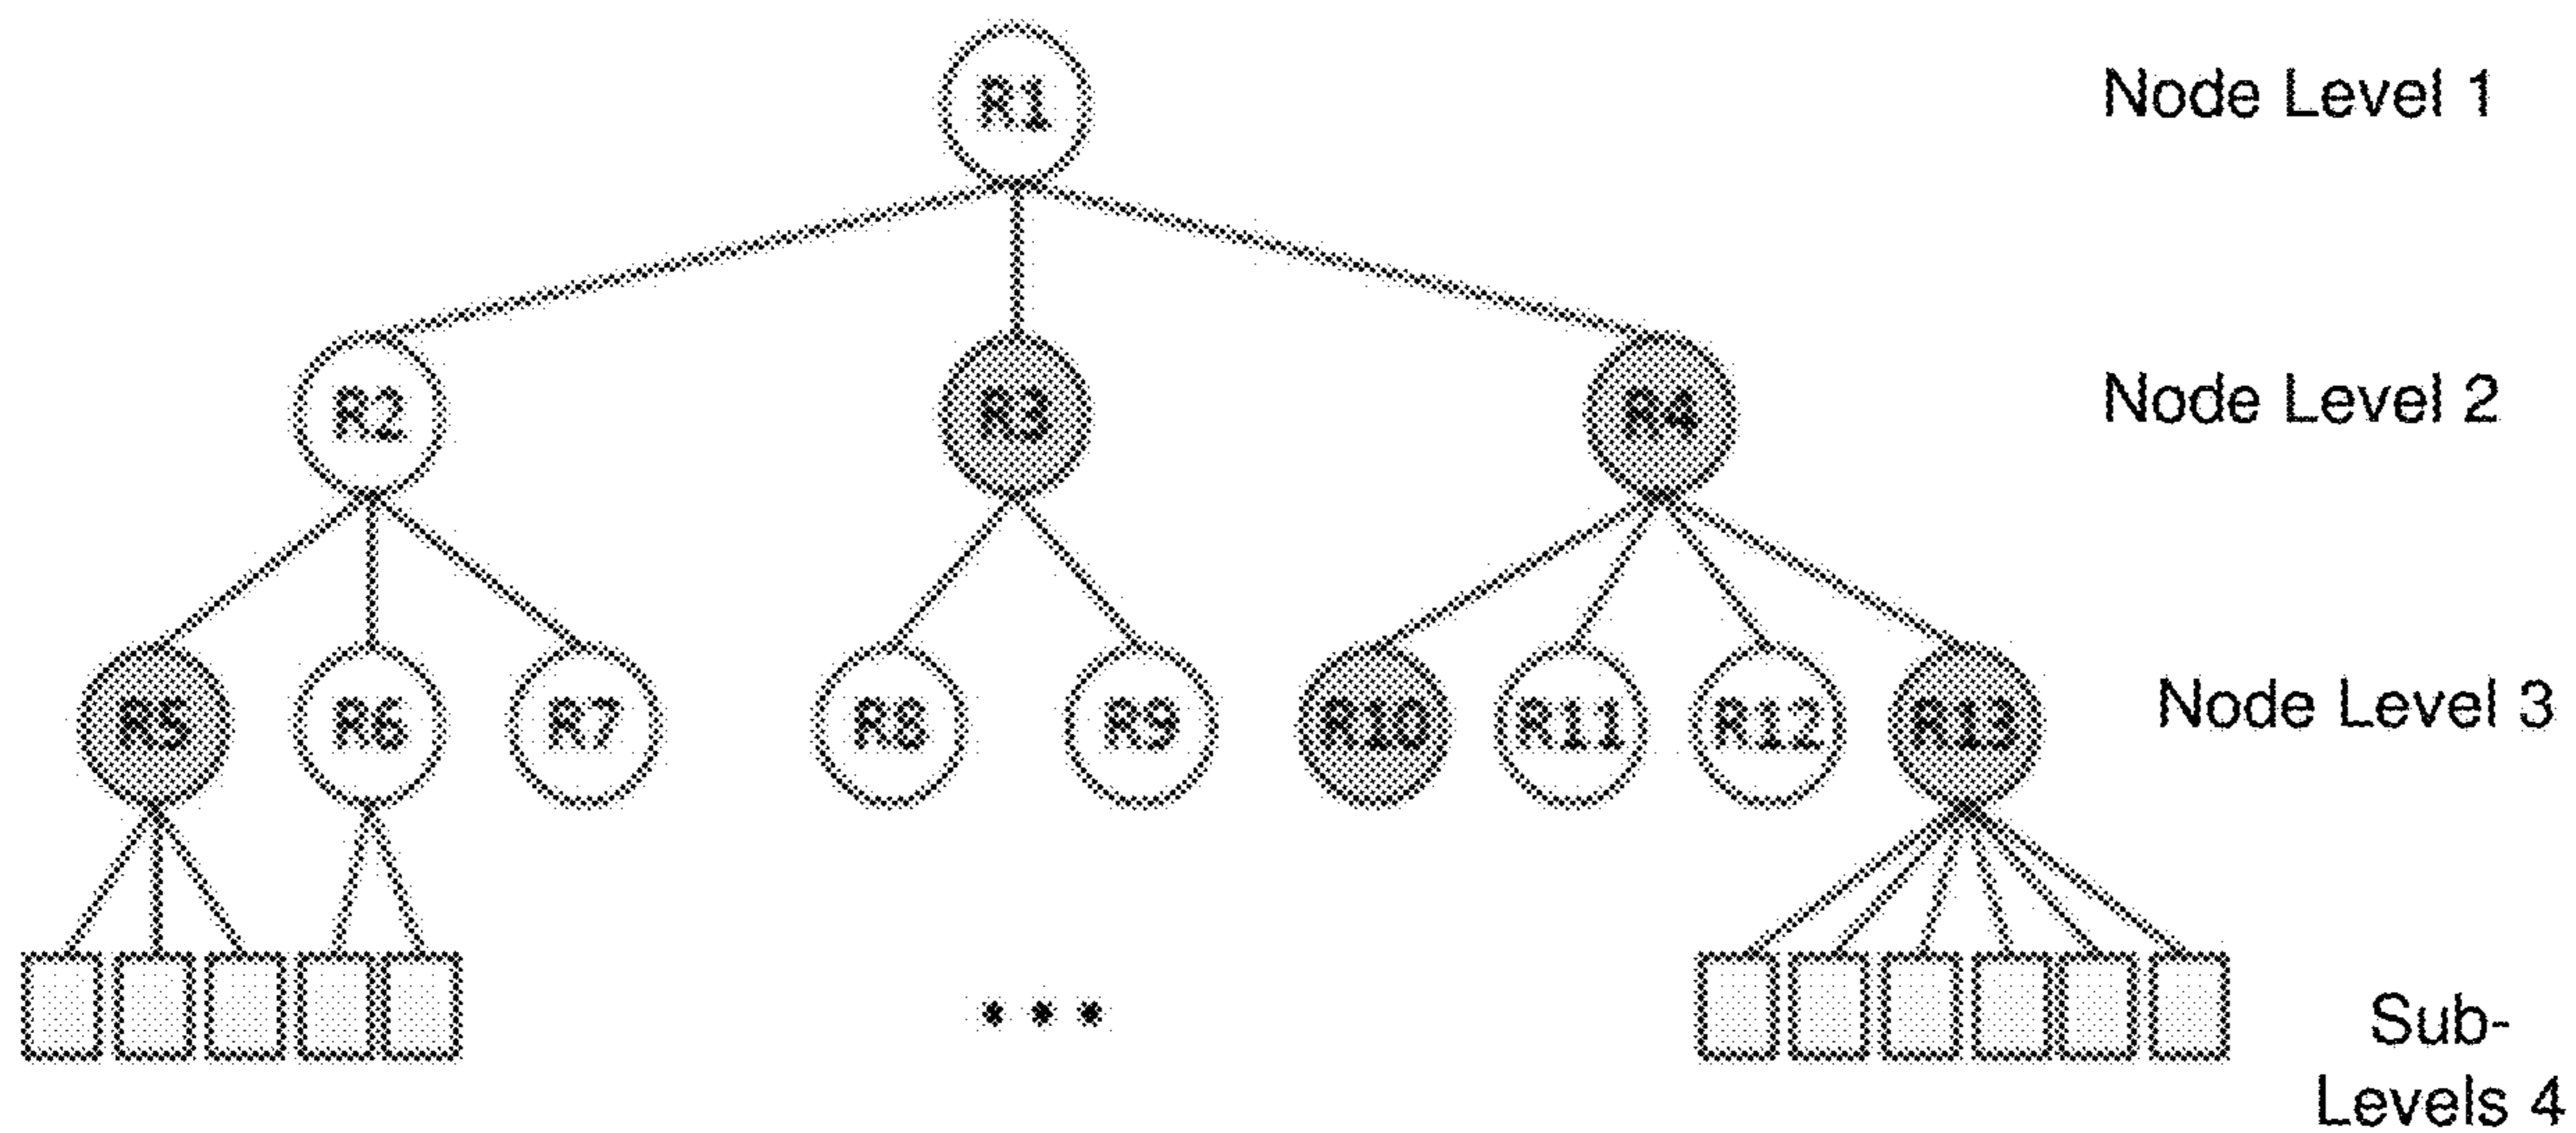 R1
Node Level 1
R2
R3
R4
Node Level 2
R5
R6
R7
R8
R9
R10
R11
R12
R13
Node Level 3
Sub-
Levels 4